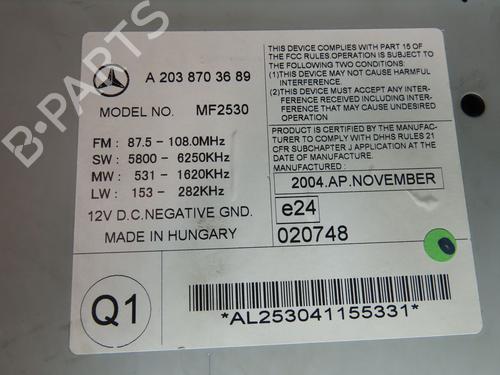 B-PARTS
A 203 870 36 89
MODEL NO. MF2530
FM : 87.5 - 108.0MHz
SW : 5800 - 6250KHz
MW : 531 - 1620KHz
LW : 153 - 282KHz
12V D.C.NEGATIVE GND.
MADE IN HUNGARY
THIS DEVICE COMPLIES WITH PART 15 OF
THE FCC RULES.OPERATION IS SUBJECT TO
THE FOLLOWING TWO CONDITIONS:
(1) THIS DEVICE MAY NOT CAUSE HARMFUL
INTERFERENCE.
(2) THIS DEVICE MUST ACCEPT ANY INTER-
FERENCE RECEIVED INCLUDING INTERFER-
ENCE THAT MAY CAUSE UNDESIRED
OPERATION
PRODUCT IS CERTIFIED BY THE MANUFAC-
TURER TO COMPLY WITH DHHS RULES 21
CFR SUBCHAPTER J APPLICATION AT THE
DATE OF MANUFACTURE.
MANUFACTURED :
2004.AP.NOVEMBER
e24
020748
Q1
*AL253041155331*